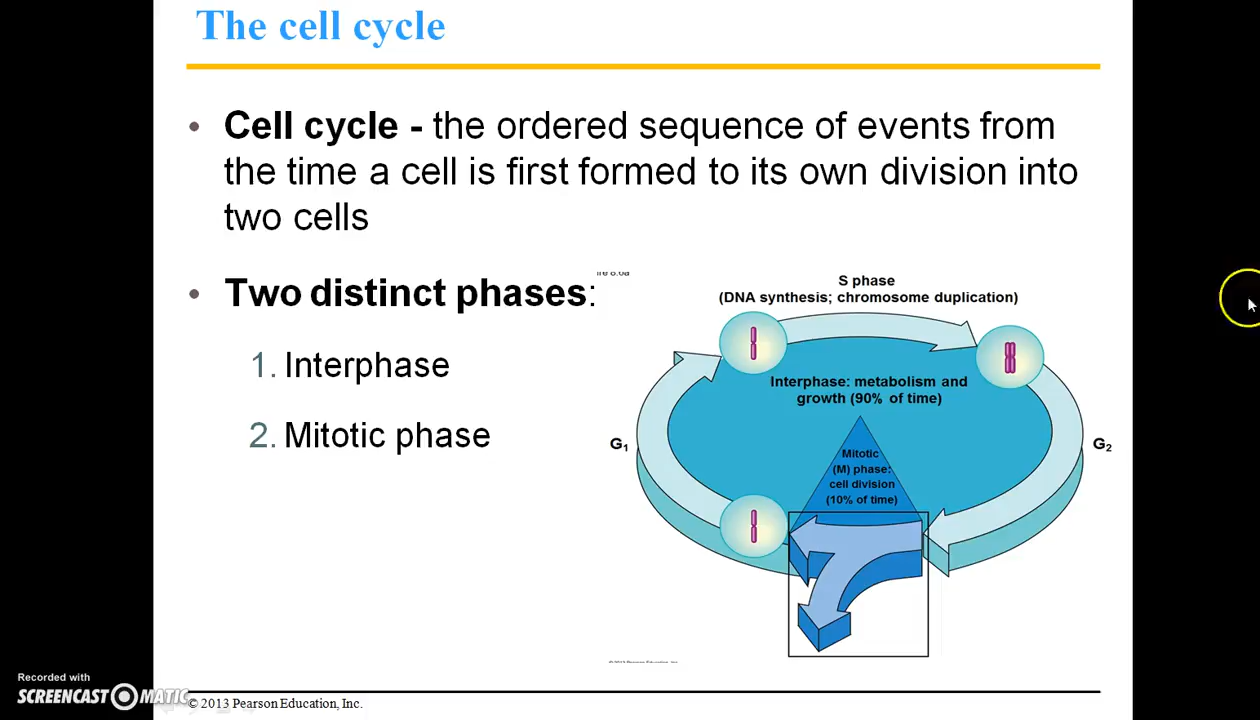 The cell cycle
• Cell cycle - the ordered sequence of events from
the time a cell is first formed to its own division into
two cells
• Two distinct phases:
1. Interphase
2. Mitotic phase
S phase
(DNA synthesis; chromosome duplication)
Interphase: metabolism and
growth (90% of time)
G₁
G₂
Mitotic
(M) phase:
cell division
(10% of time)
Recorded with
SCREENCAST MATIC
© 2013 Pearson Education, Inc.